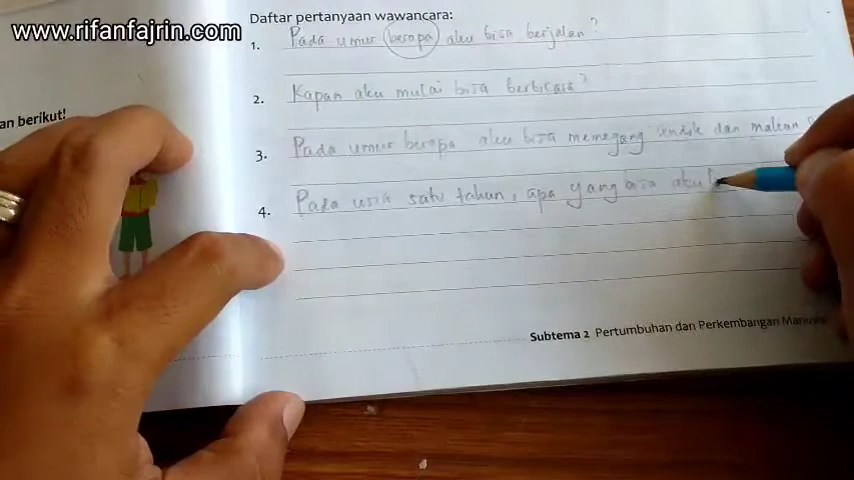 www.rifanfajrin.com
Daftar pertanyaan wawancara:
1. Pada umur berapa aku bisa berjalan?
2. Kapan aku mulai bisa berbicara?
an berikut!
3. Pada umur berapa aku bisa memegang sendok dan makan
4. Pada usia satu tahun, apa yang bisa aku
Subtema 2 Pertumbuhan dan Perkembangan Manusia